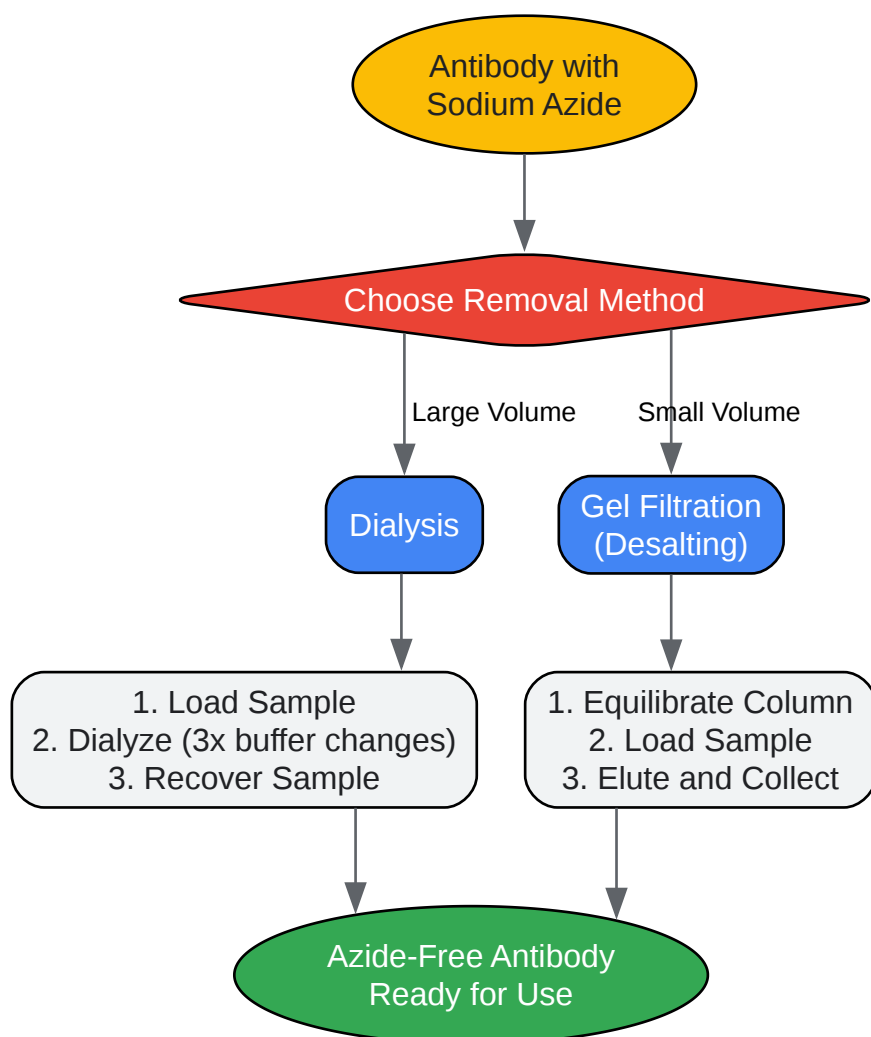 Antibody with
Sodium Azide
Choose Removal Method
Large Volume
Small Volume
Dialysis
Gel Filtration
(Desalting)
1. Load Sample
2. Dialyze (3x buffer changes)
3. Recover Sample
1. Equilibrate Column
2. Load Sample
3. Elute and Collect
Azide-Free Antibody
Ready for Use